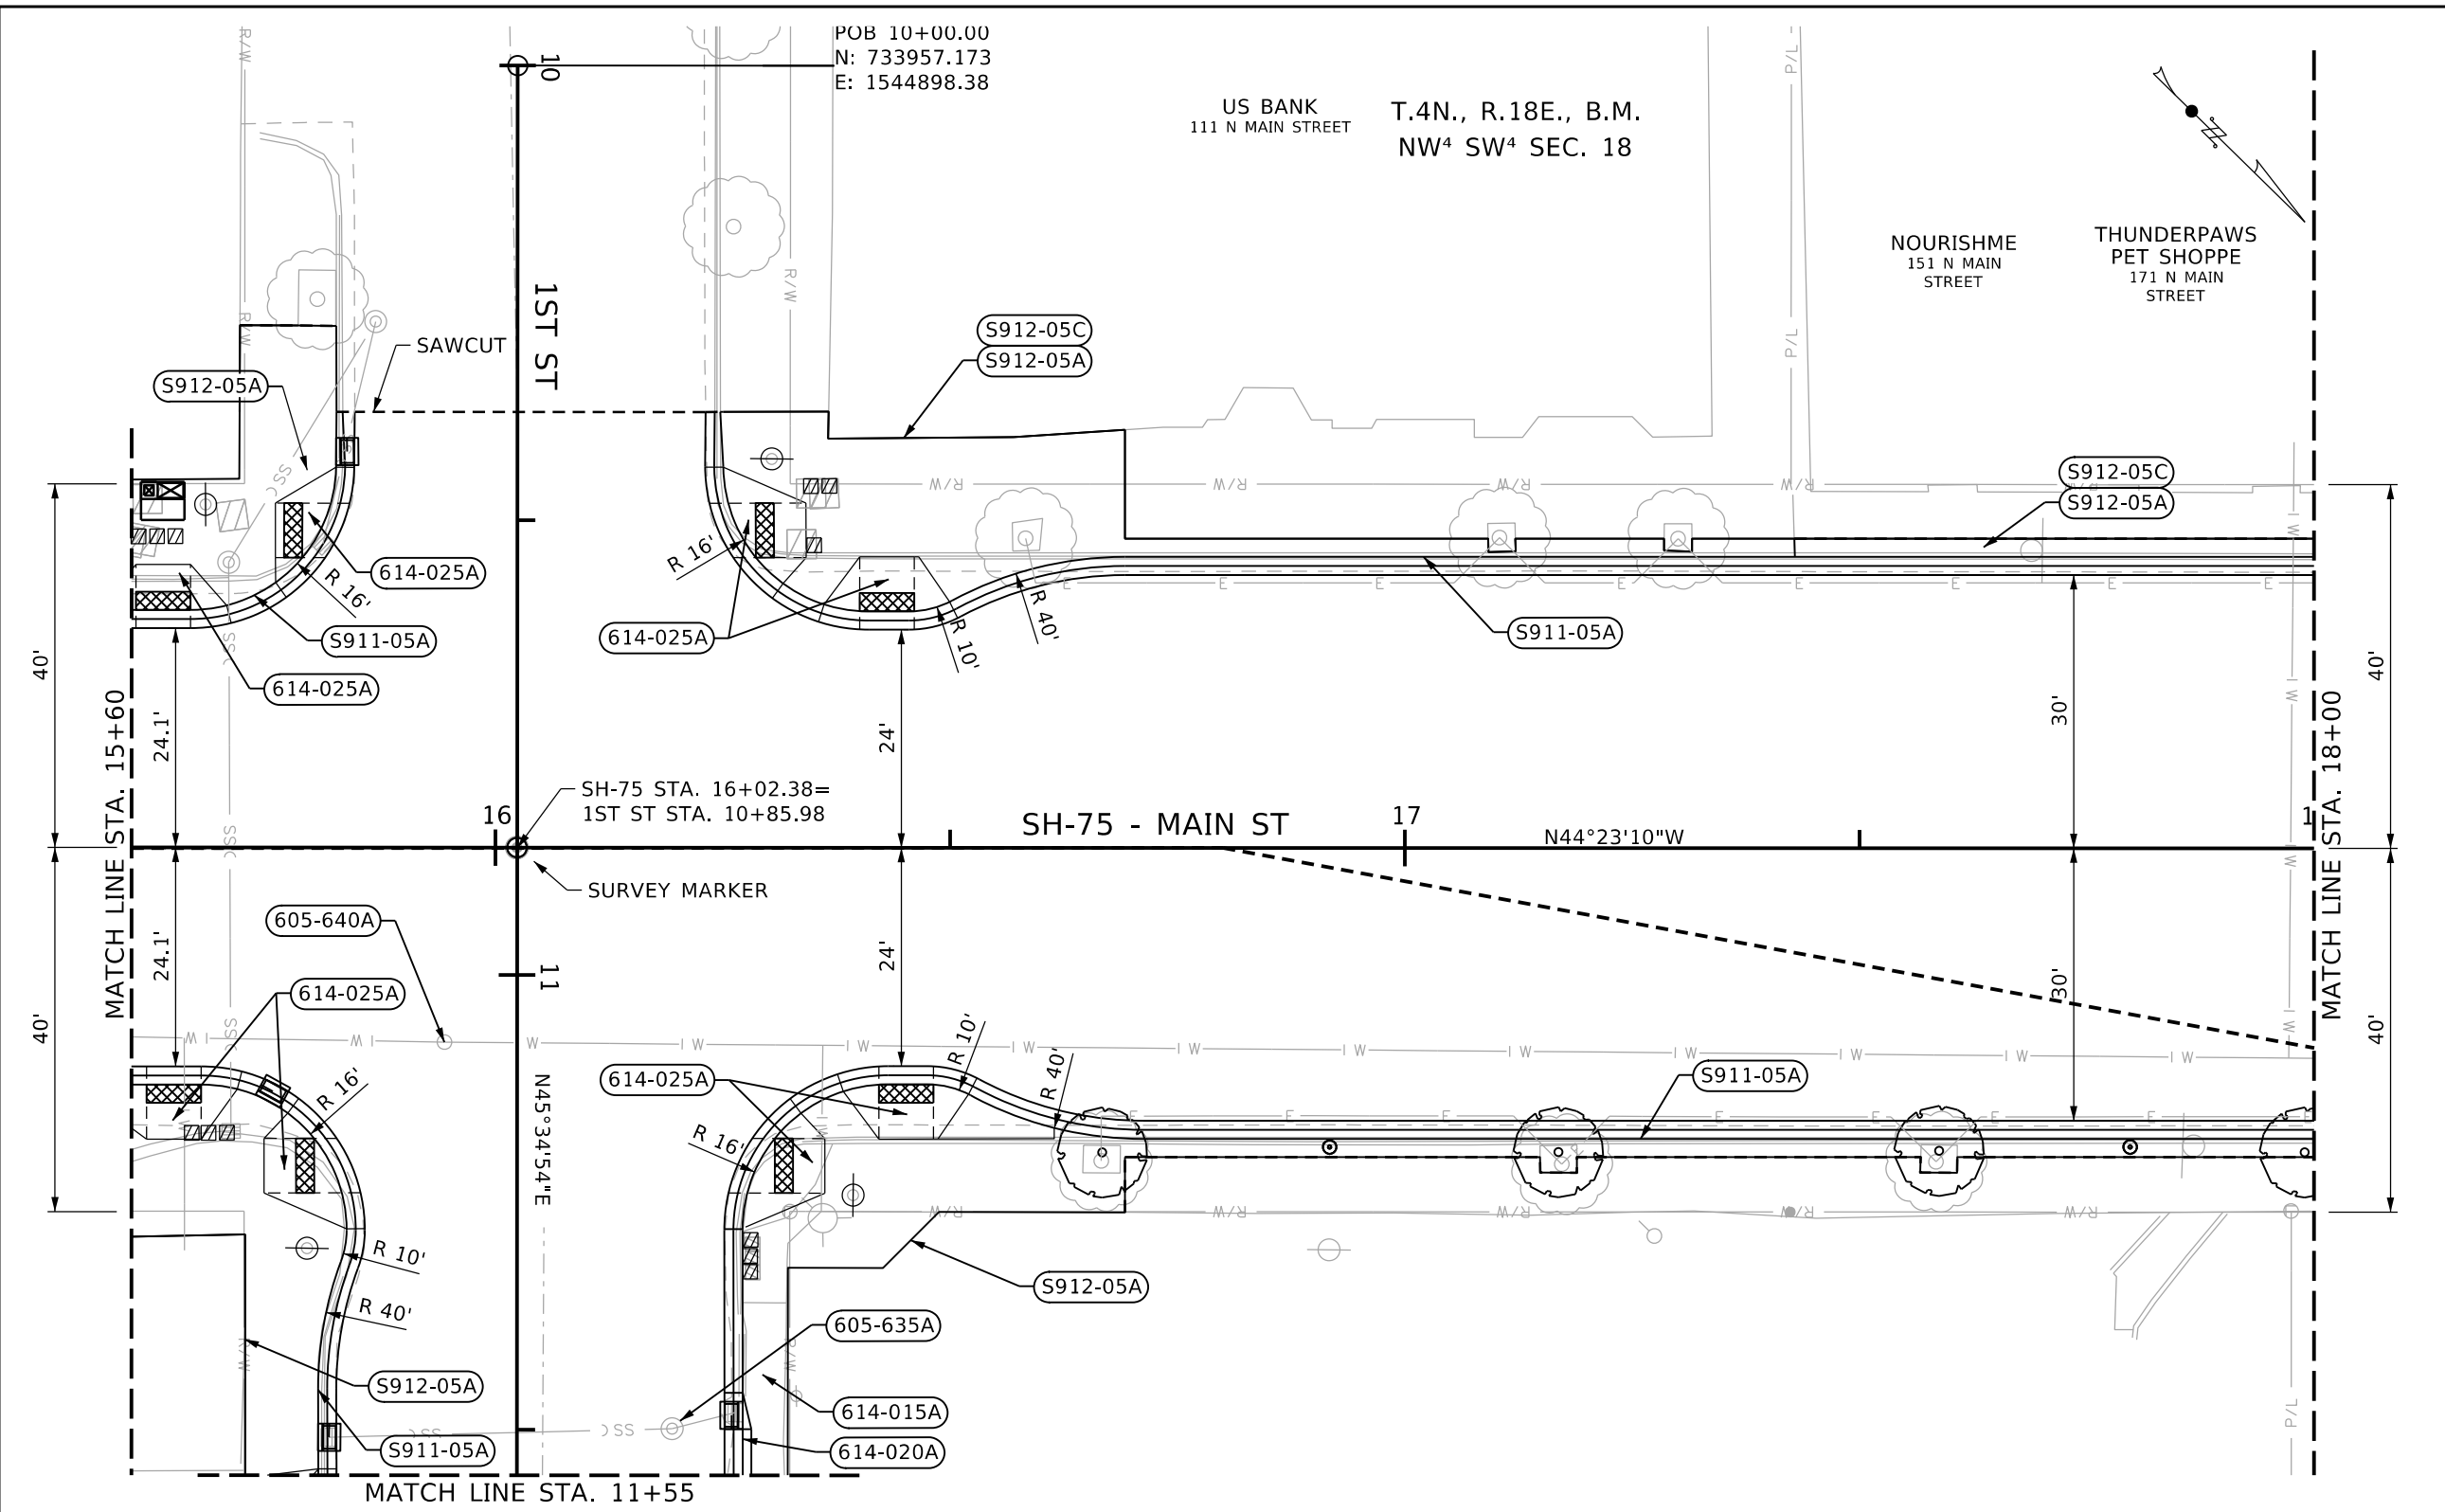 POB 10+00.00
N: 733957.173
E: 1544898.38
10
US BANK
111 N MAIN STREET
T.4N., R.18E., B.M.
NW⁴ SW⁴ SEC. 18
NOURISHME
151 N MAIN
STREET
THUNDERPAWS
PET SHOPPE
171 N MAIN
STREET
R/W
R/W
R/W
P/L
P/L
1ST ST
SAWCUT
S912-05A
S912-05C
S912-05A
S912-05C
S912-05A
R/W
R/W
R/W
R/W
R/W
SS
614-025A
R 16'
S911-05A
614-025A
R 16'
614-025A
R 10'
R 40'
S911-05A
E
E
E
E
E
E
E
E
I W
I W
SS
SS
40'
24.1'
24'
30'
40'
MATCH LINE STA. 15+60
MATCH LINE STA. 18+00
SH-75 STA. 16+02.38=
1ST ST STA. 10+85.98
16
SH-75 - MAIN ST
17
N44°23'10"W
1
SURVEY MARKER
605-640A
11
614-025A
40'
24.1'
24'
30'
40'
I W
I W
W
I W
I W
I W
I W
I W
I W
I W
I W
I W
I W
I W
I W
SS
R 16'
614-025A
R 10'
R 40'
S911-05A
R 16'
N45°34'54"E
E
E
E
E
E
E
R/W
R/W
R/W
R/W
R/W
R 10'
R 40'
S912-05A
605-635A
R/W
R/W
S912-05A
614-015A
S911-05A
614-020A
SS
SS
P/L
MATCH LINE STA. 11+55